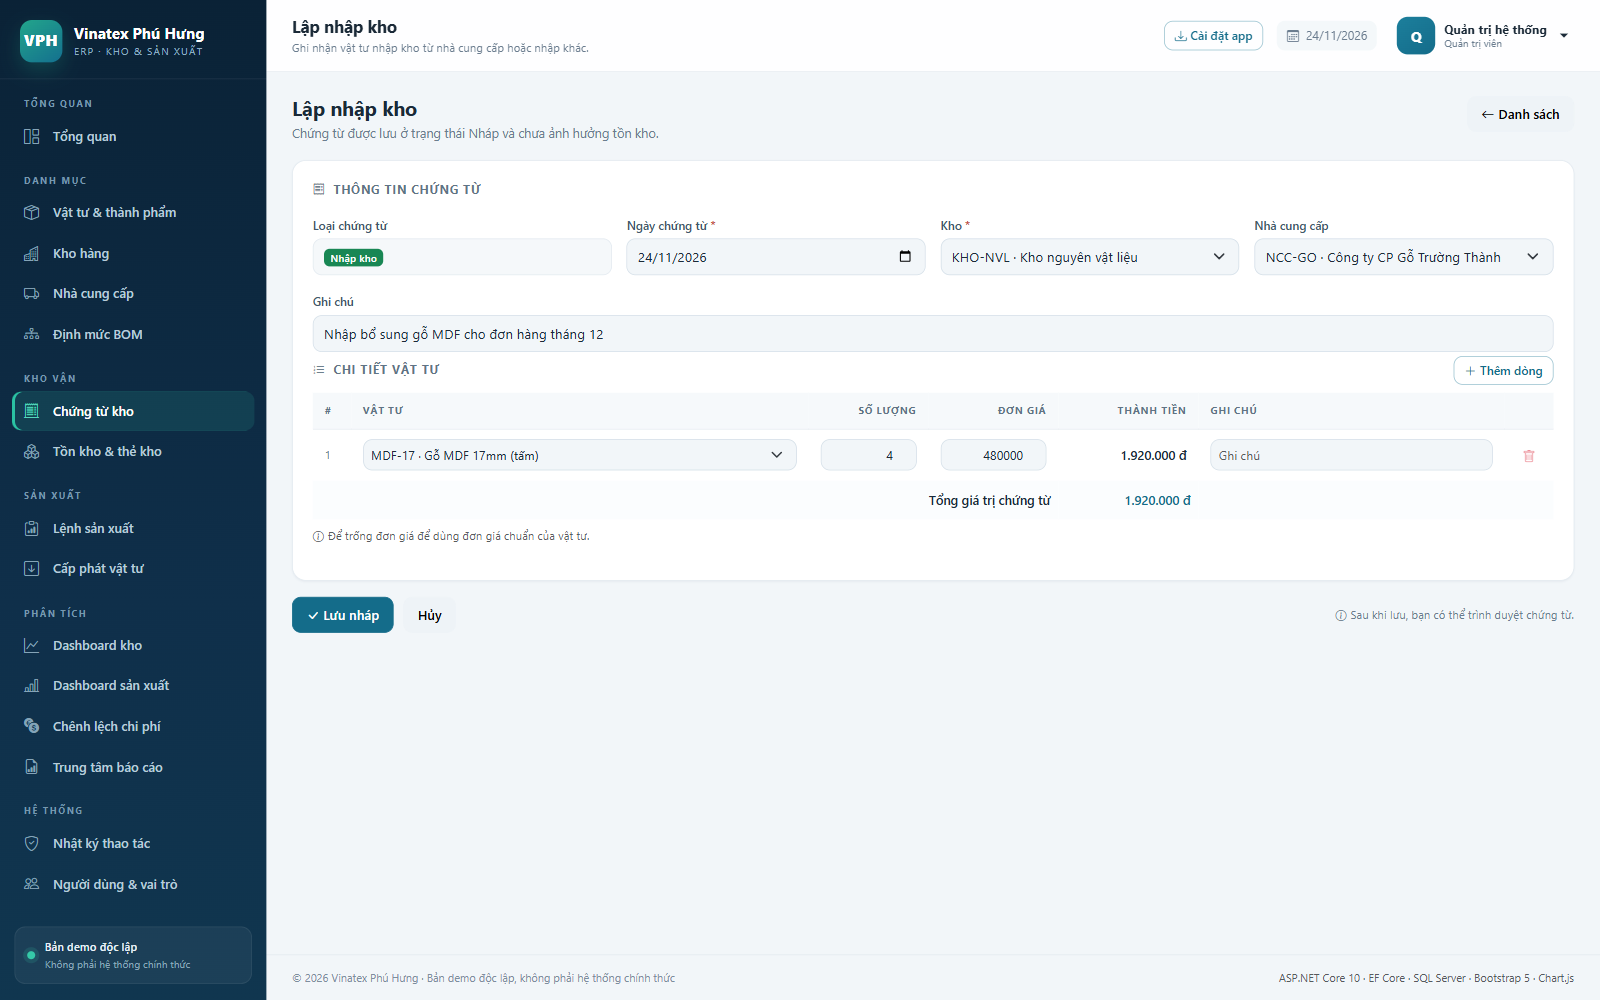 VPH
Vinatex Phú Hưng
ERP · KHO & SẢN XUẤT
TỔNG QUAN
Tổng quan
DANH MỤC
Vật tư & thành phẩm
Kho hàng
Nhà cung cấp
Định mức BOM
KHO VẬN
Chứng từ kho
Tồn kho & thẻ kho
SẢN XUẤT
Lệnh sản xuất
Cấp phát vật tư
PHÂN TÍCH
Dashboard kho
Dashboard sản xuất
Chênh lệch chi phí
Trung tâm báo cáo
HỆ THỐNG
Nhật ký thao tác
Người dùng & vai trò
Bản demo độc lập
Không phải hệ thống chính thức
Lập nhập kho
Ghi nhận vật tư nhập kho từ nhà cung cấp hoặc nhập khác.
Cài đặt app
24/11/2026
Q
Quản trị hệ thống
Quản trị viên
Lập nhập kho
Chứng từ được lưu ở trạng thái Nháp và chưa ảnh hưởng tồn kho.
← Danh sách
THÔNG TIN CHỨNG TỪ
Loại chứng từ
Ngày chứng từ *
Kho *
Nhà cung cấp
Nhập kho
24/11/2026
KHO-NVL · Kho nguyên vật liệu
NCC-GO · Công ty CP Gỗ Trường Thành
Ghi chú
Nhập bổ sung gỗ MDF cho đơn hàng tháng 12
CHI TIẾT VẬT TƯ
+ Thêm dòng
# VẬT TƯ SỐ LƯỢNG ĐƠN GIÁ THÀNH TIỀN GHI CHÚ
1 MDF-17 · Gỗ MDF 17mm (tấm) 4 480000 1.920.000 đ Ghi chú
Tổng giá trị chứng từ 1.920.000 đ
Để trống đơn giá để dùng đơn giá chuẩn của vật tư.
Lưu nháp
Hủy
Sau khi lưu, bạn có thể trình duyệt chứng từ.
© 2026 Vinatex Phú Hưng · Bản demo độc lập, không phải hệ thống chính thức
ASP.NET Core 10 · EF Core · SQL Server · Bootstrap 5 · Chart.js